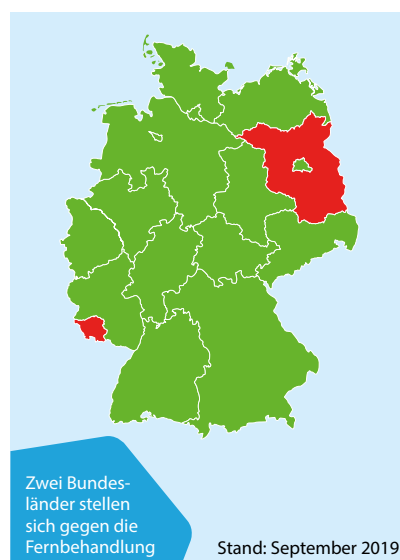 Zwei Bundes-
länder stellen
sich gegen die
Fernbehandlung
Stand: September 2019